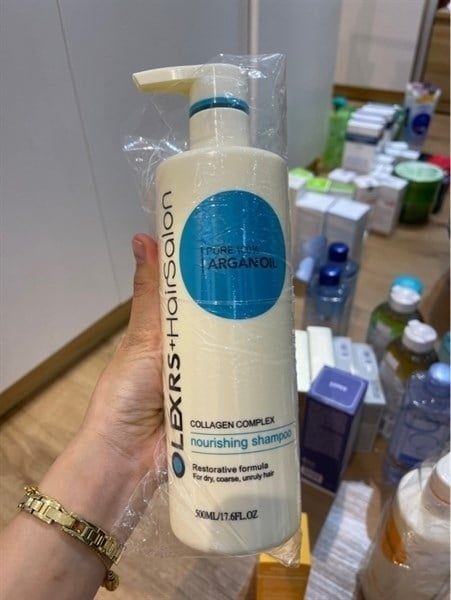 OLEXRS+HairSalon
PURE 100%
ARGAN OIL
COLLAGEN COMPLEX
nourishing shampoo
Restorative formula
For dry, coarse, unruly hair
500ML/17.6FL.OZ